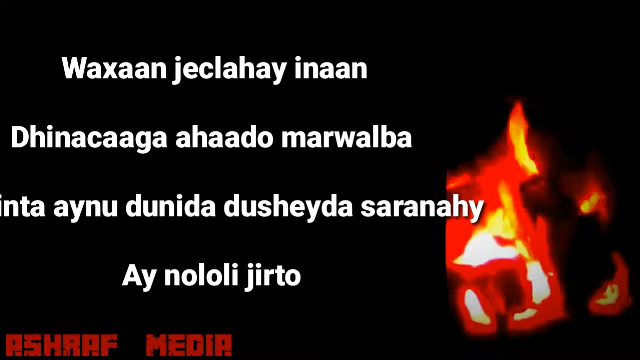 Waxaan jeclahay inaan
Dhinacaaga ahaado marwalba
inta aynu dunida dusheyda saranahy
Ay nololi jirto
ASHRAF MEDIA